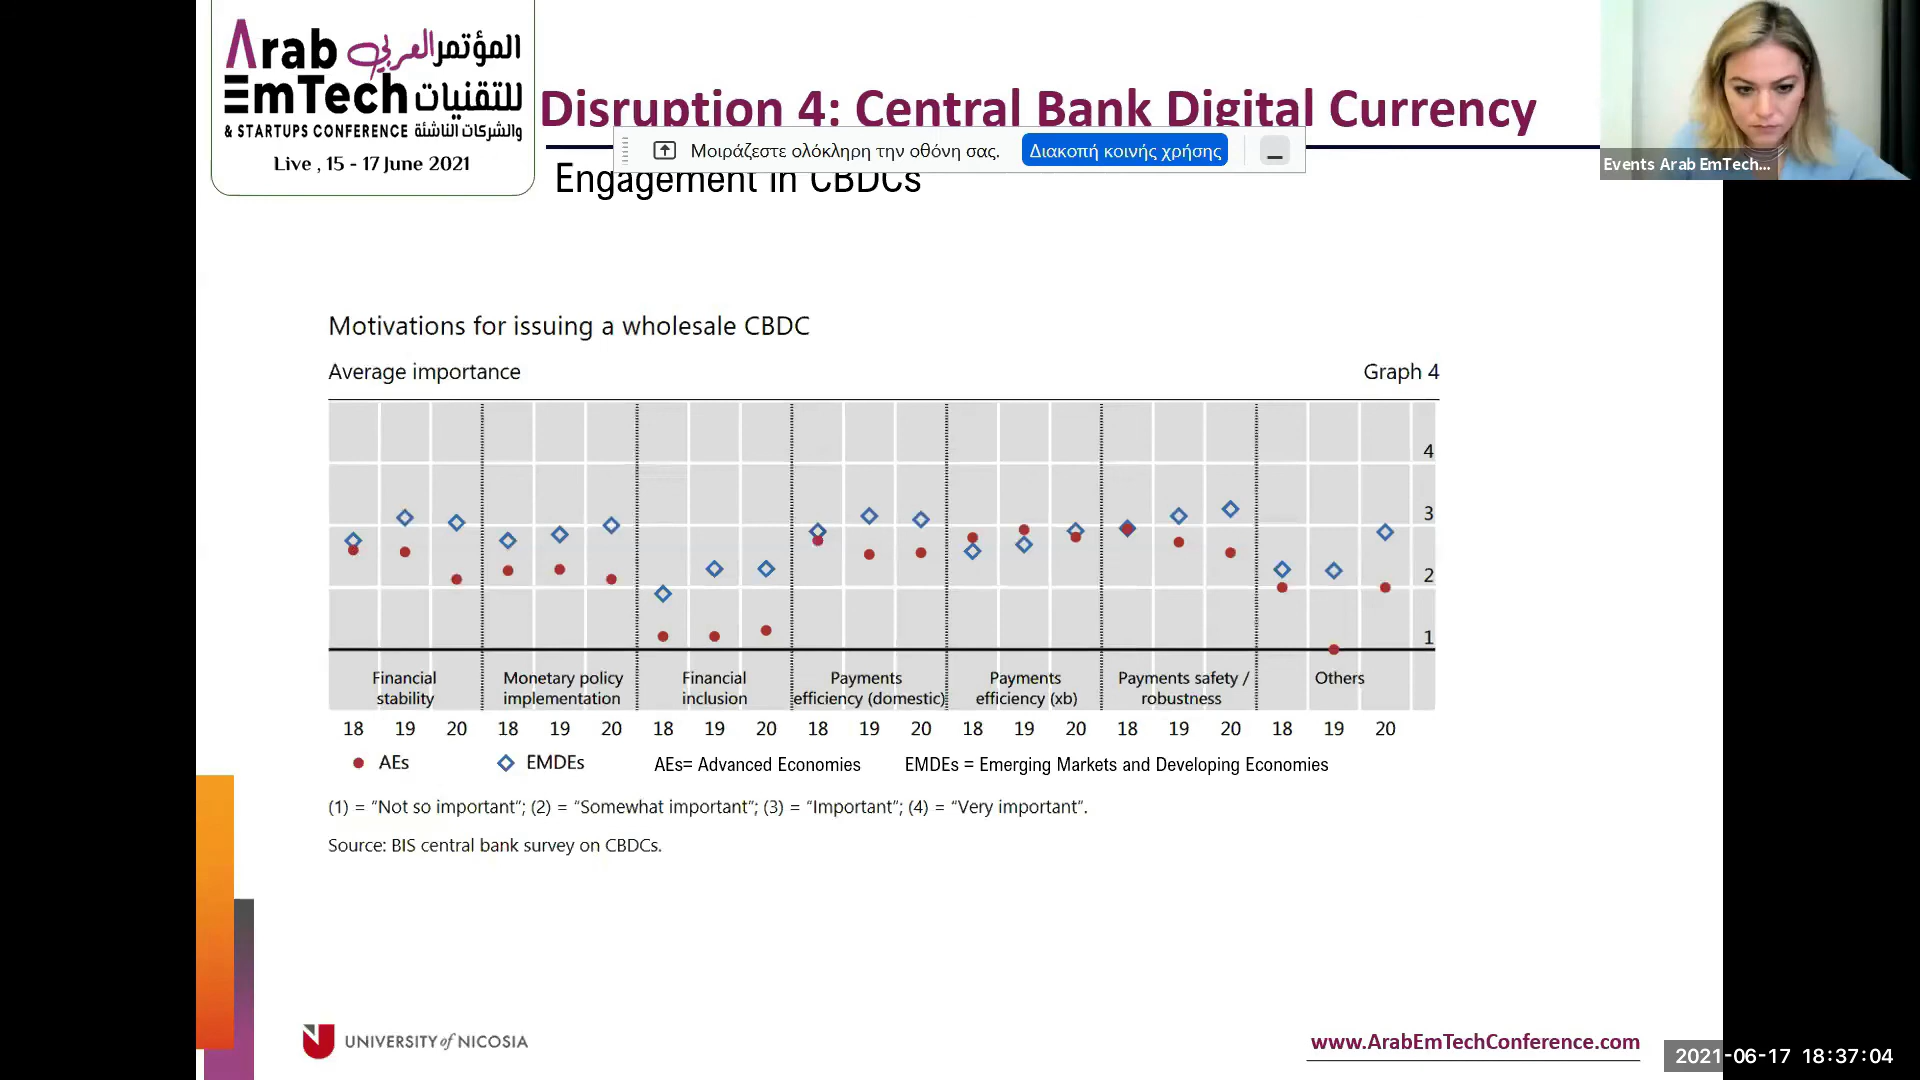 Arab المؤتمر العربي
EmTech للتقنيات
& STARTUPS CONFERENCE والشركات الناشئة
Live , 15 - 17 June 2021
Disruption 4: Central Bank Digital Currency
Μοιράζεστε ολόκληρη την οθόνη σας. Διακοπή κοινής χρήσης
Events Arab EmTech...
Engagement in CBDCs
Motivations for issuing a wholesale CBDC
Average importance Graph 4
4
3
2
1
Financial stability
Monetary policy implementation
Financial inclusion
Payments efficiency (domestic)
Payments efficiency (xb)
Payments safety / robustness
Others
18 19 20 18 19 20 18 19 20 18 19 20 18 19 20 18 19 20 18 19 20
AEs EMDEs AEs= Advanced Economies EMDEs = Emerging Markets and Developing Economies
(1) = “Not so important”; (2) = “Somewhat important”; (3) = “Important”; (4) = “Very important”.
Source: BIS central bank survey on CBDCs.
UNIVERSITY of NICOSIA
www.ArabEmTechConference.com
2021-06-17 18:37:04